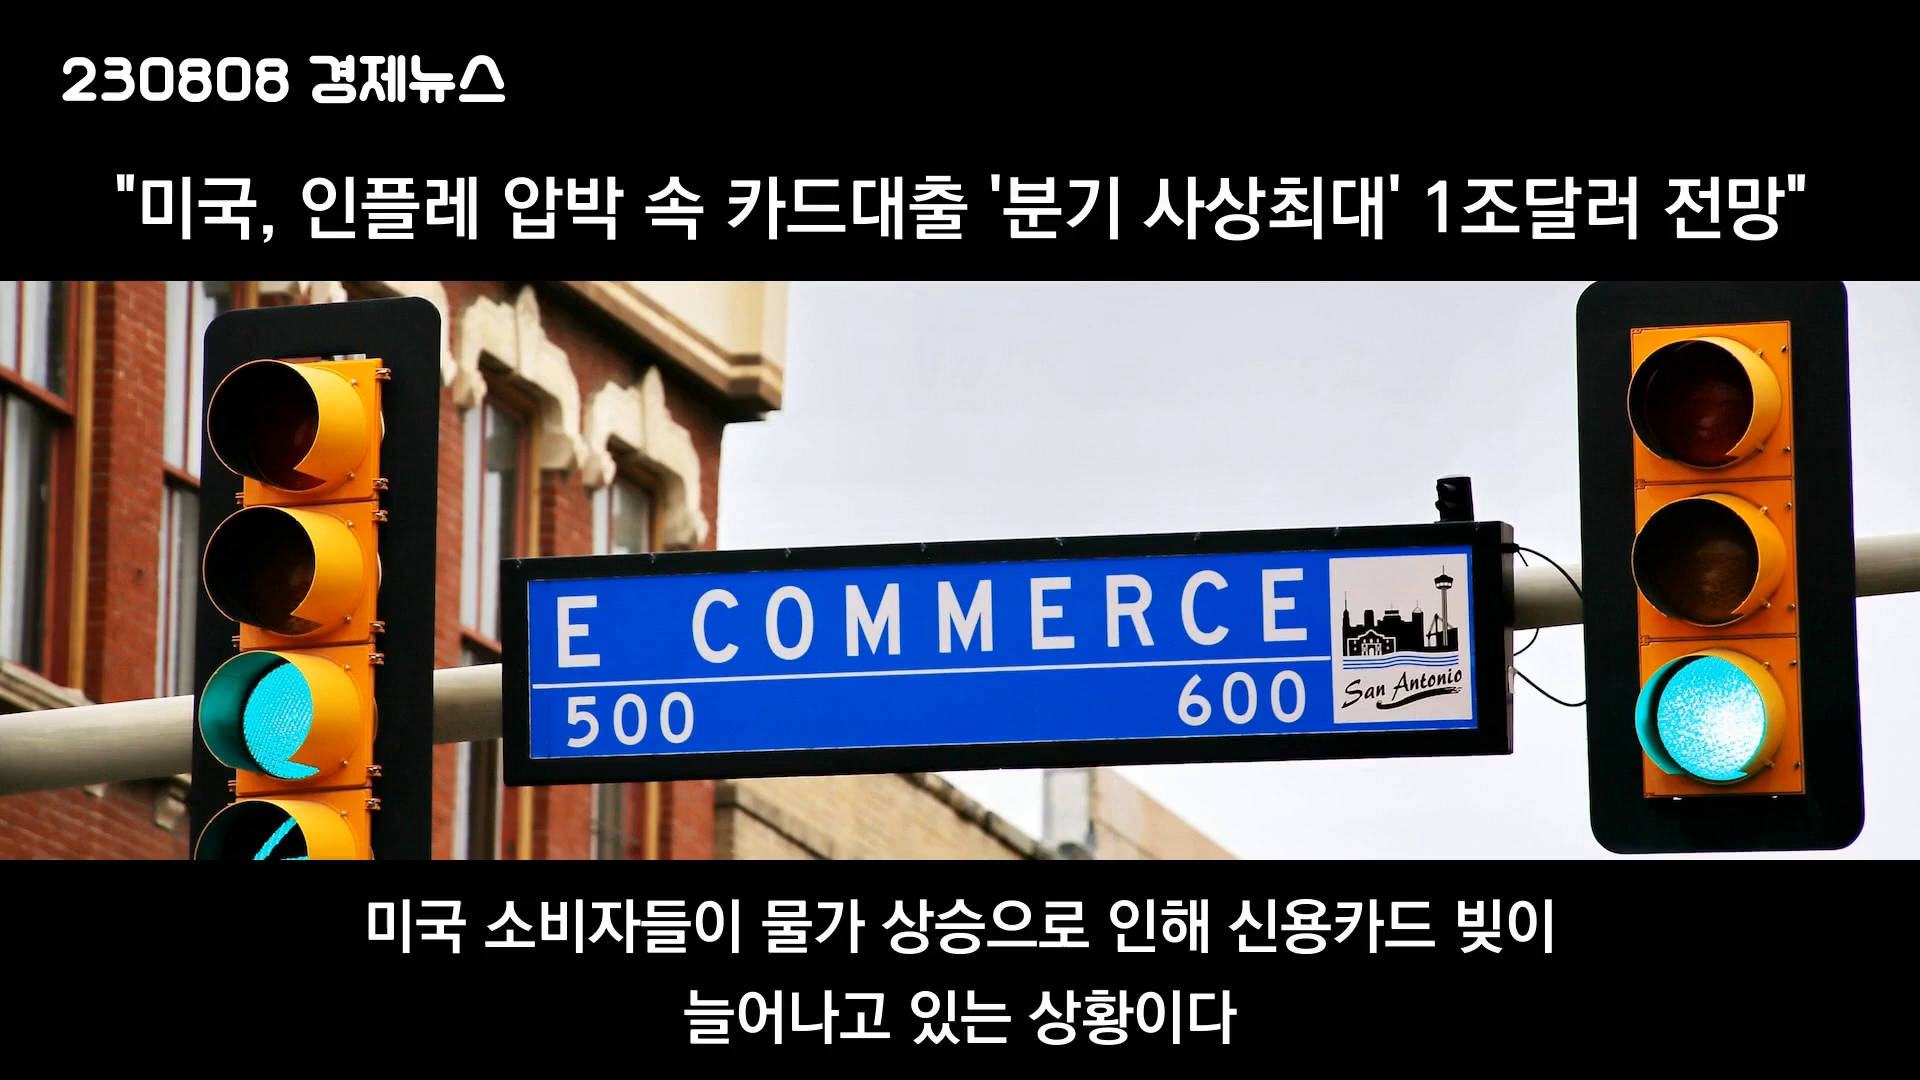 230808 경제뉴스
"미국, 인플레 압박 속 카드대출 '분기 사상최대' 1조달러 전망"
E COMMERCE
500 600
San Antonio
미국 소비자들이 물가 상승으로 인해 신용카드 빚이
늘어나고 있는 상황이다